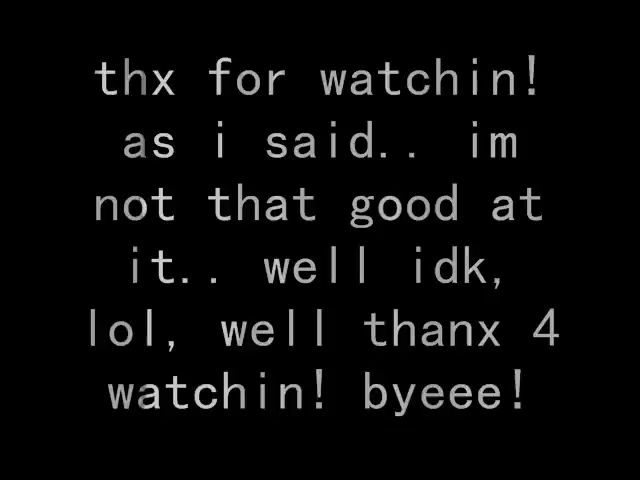 thx for watchin!
as i said.. im
not that good at
it.. well idk,
lol, well thanx 4
watchin! byeee!